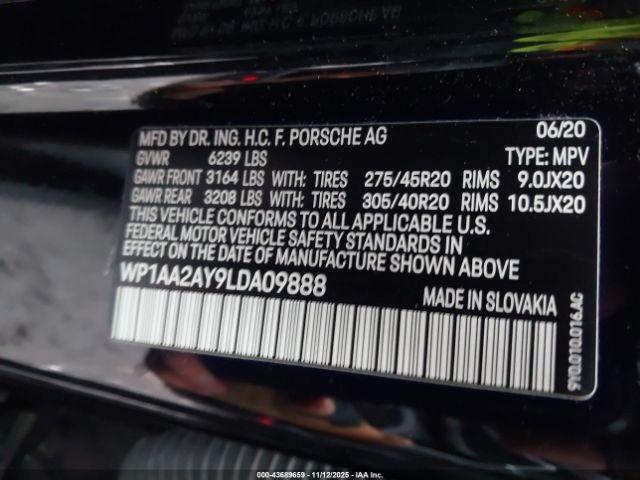 MFD BY DR. ING. H.C. F. PORSCHE AG 06/20
GVWR 6239 LBS TYPE: MPV
GAWR FRONT 3164 LBS WITH: TIRES 275/45R20 RIMS 9.0JX20
GAWR REAR 3208 LBS WITH: TIRES 305/40R20 RIMS 10.5JX20
THIS VEHICLE CONFORMS TO ALL APPLICABLE U.S.
FEDERAL MOTOR VEHICLE SAFETY STANDARDS IN
EFFECT ON THE DATE OF MANUFACTURE SHOWN ABOVE.
WP1AA2AY9LDA09888
MADE IN SLOVAKIA
9Y0.010.016.AC
000-43689659 - 11/12/2025 - IAA Inc.